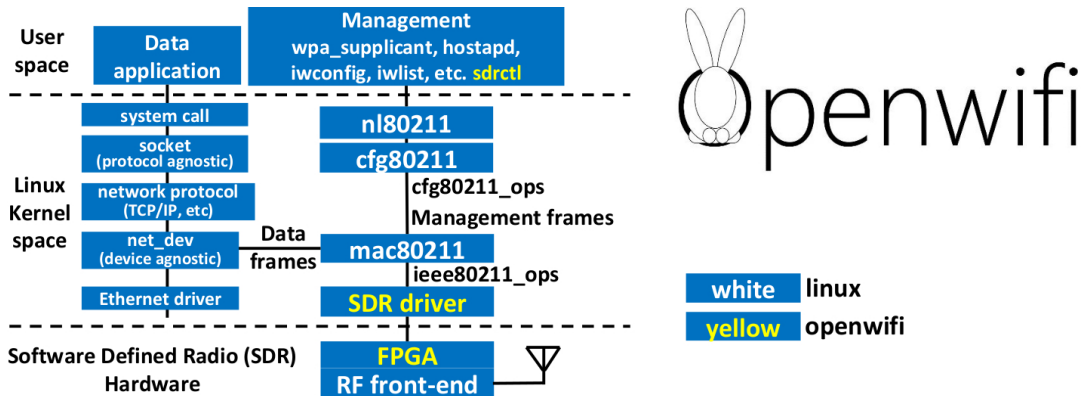 User
space
Data
application
Management
wpa_supplicant, hostapd,
iwconfig, iwlist, etc. sdrctl
Linux
Kernel
space
system call
socket
(protocol agnostic)
network protocol
(TCP/IP, etc)
net_dev
(device agnostic)
Ethernet driver
Data
frames
nl80211
cfg80211
cfg80211_ops
Management frames
mac80211
ieee80211_ops
SDR driver
Software Defined Radio (SDR)
Hardware
FPGA
RF front-end
Openwifi
white linux
yellow openwifi